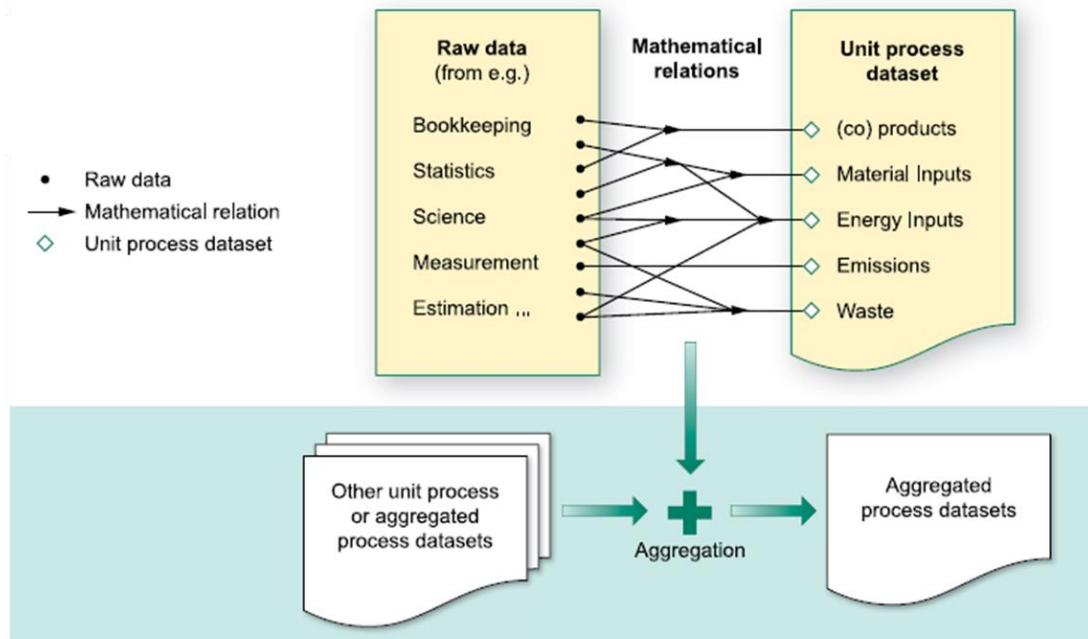 Raw data
(from e.g.)
Bookkeeping
Statistics
Science
Measurement
Estimation ...
Mathematical
relations
Unit process
dataset
(co) products
Material Inputs
Energy Inputs
Emissions
Waste
Raw data
Mathematical relation
Unit process dataset
Other unit process
or aggregated
process datasets
Aggregation
Aggregated
process datasets